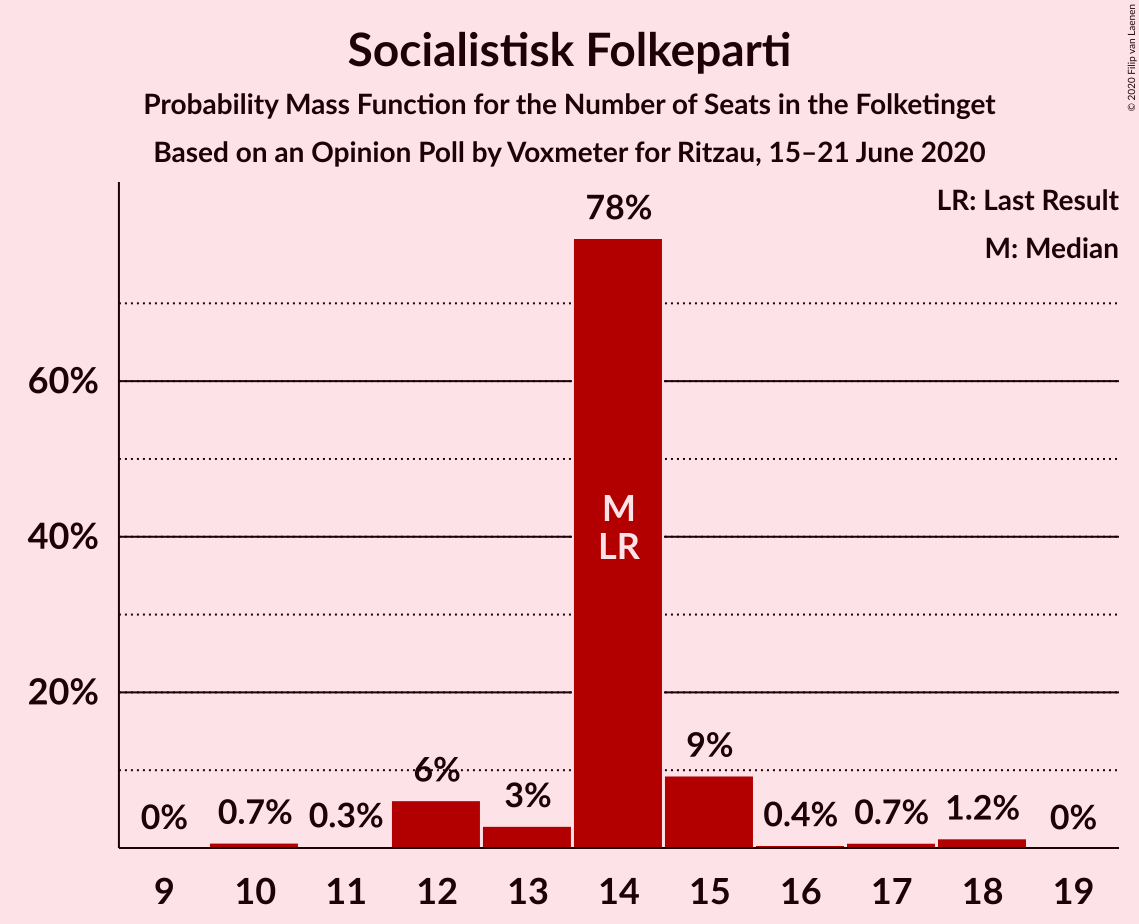 Socialistisk Folkeparti
Probability Mass Function for the Number of Seats in the Folketinget
Based on an Opinion Poll by Voxmeter for Ritzau, 15–21 June 2020
© 2020 Filip van Laenen
LR: Last Result
M: Median
60%
40%
20%
0%
0.7%
0.3%
6%
3%
78%
M
LR
9%
0.4%
0.7%
1.2%
0%
9 10 11 12 13 14 15 16 17 18 19